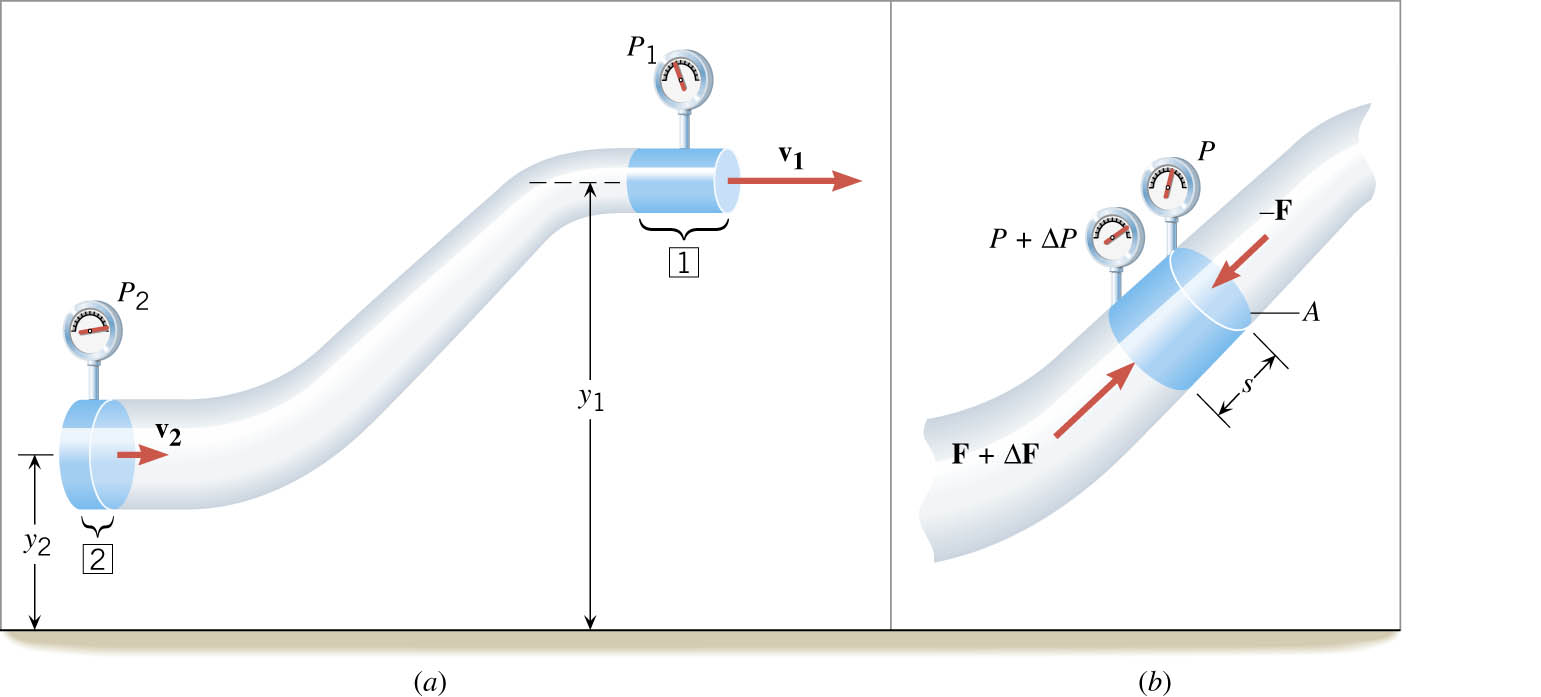 P1
v1
P2
v2
y1
y2
1
2
(a)
P
P + ΔP
–F
A
s
F + ΔF
(b)